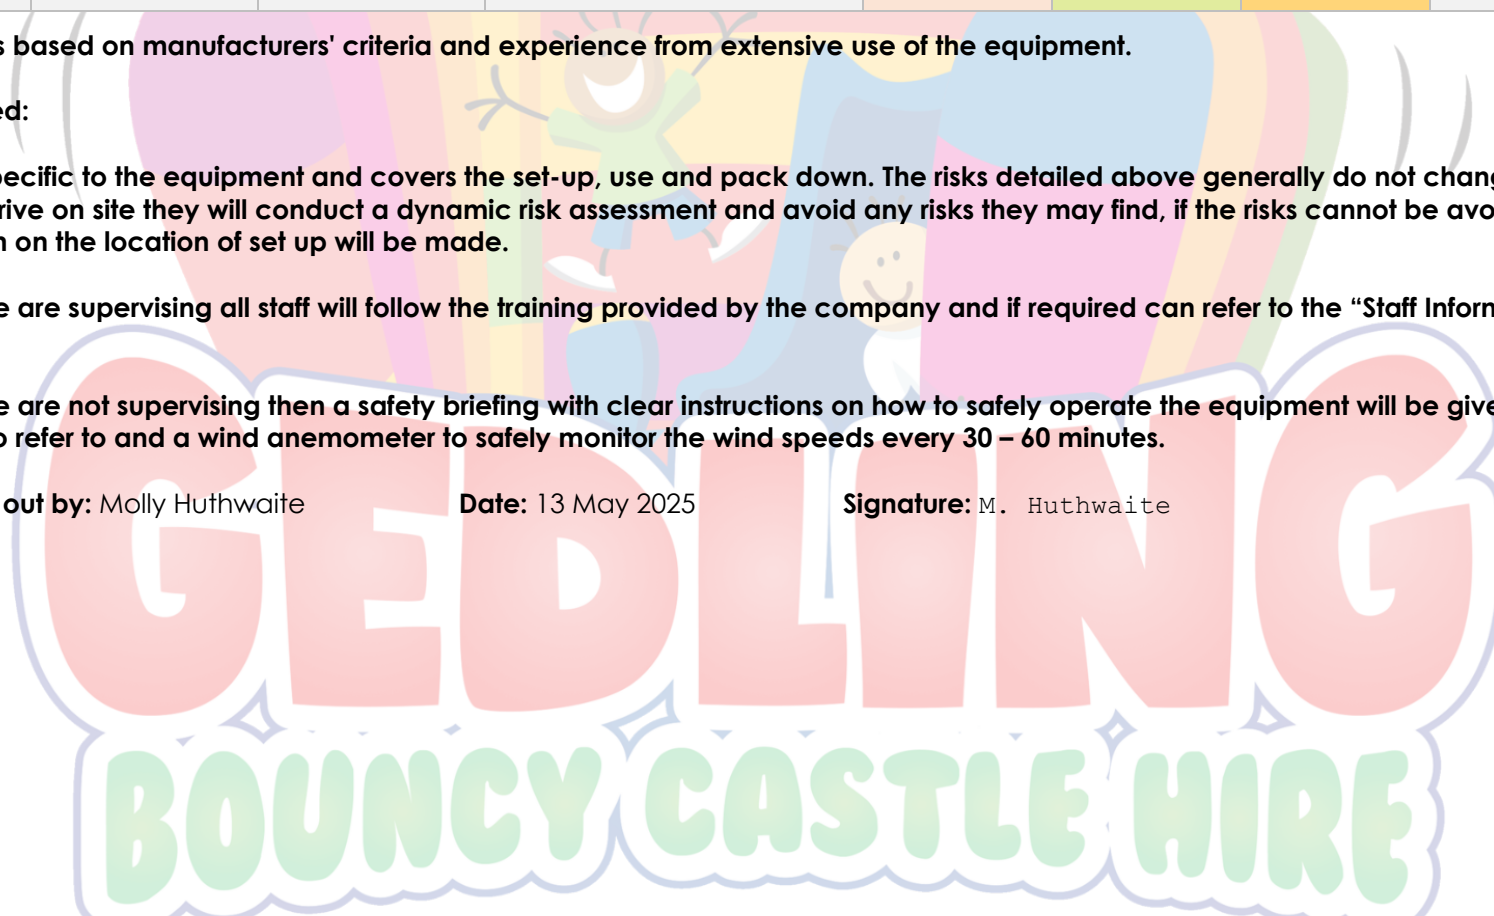 s based on manufacturers' criteria and experience from extensive use of the equipment.
ed:
pecific to the equipment and covers the set-up, use and pack down. The risks detailed above generally do not chang
rive on site they will conduct a dynamic risk assessment and avoid any risks they may find, if the risks cannot be avo
n on the location of set up will be made.
e are supervising all staff will follow the training provided by the company and if required can refer to the “Staff Inform
e are not supervising then a safety briefing with clear instructions on how to safely operate the equipment will be give
o refer to and a wind anemometer to safely monitor the wind speeds every 30 – 60 minutes.
out by: Molly Huthwaite Date: 13 May 2025 Signature: M. Huthwaite
GEDLING
BOUNCY CASTLE HIRE